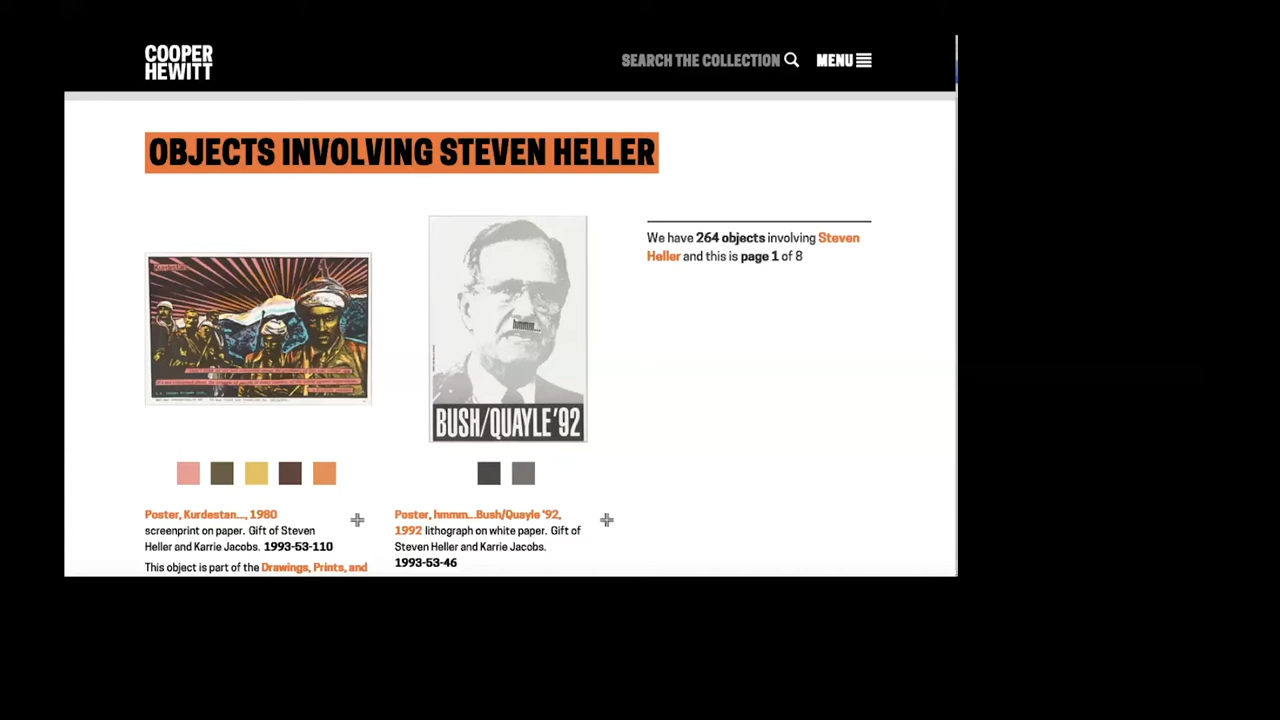 COOPER
HEWITT
SEARCH THE COLLECTION
MENU
OBJECTS INVOLVING STEVEN HELLER
We have 264 objects involving Steven
Heller and this is page 1 of 8
hmmm...
BUSH/QUAYLE '92
Poster, Kurdestan..., 1980
screenprint on paper. Gift of Steven
Heller and Karrie Jacobs. 1993-53-110
This object is part of the Drawings, Prints, and
Poster, hmmm...Bush/Quayle '92,
1992 lithograph on white paper. Gift of
Steven Heller and Karrie Jacobs.
1993-53-46